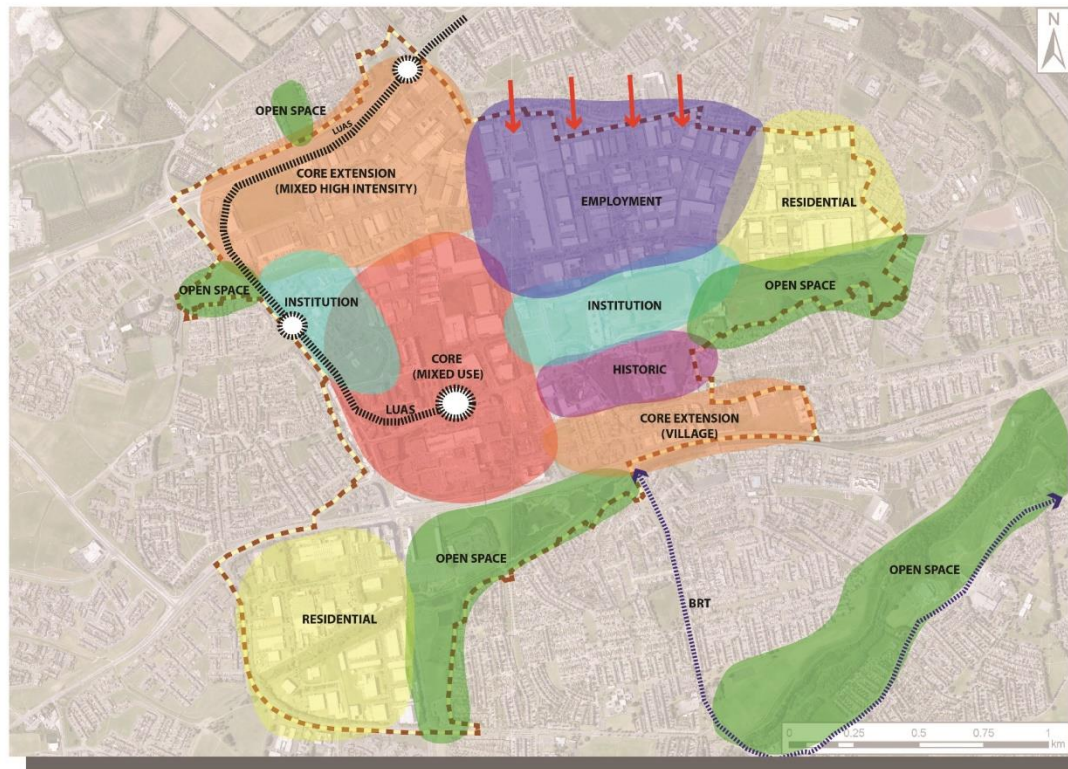 N
OPEN SPACE
LUAS
CORE EXTENSION
(MIXED HIGH INTENSITY)
EMPLOYMENT
RESIDENTIAL
OPEN SPACE
INSTITUTION
INSTITUTION
OPEN SPACE
CORE
(MIXED USE)
HISTORIC
LUAS
CORE EXTENSION
(VILLAGE)
OPEN SPACE
OPEN SPACE
RESIDENTIAL
BRT
0 0.25 0.5 0.75 1
km